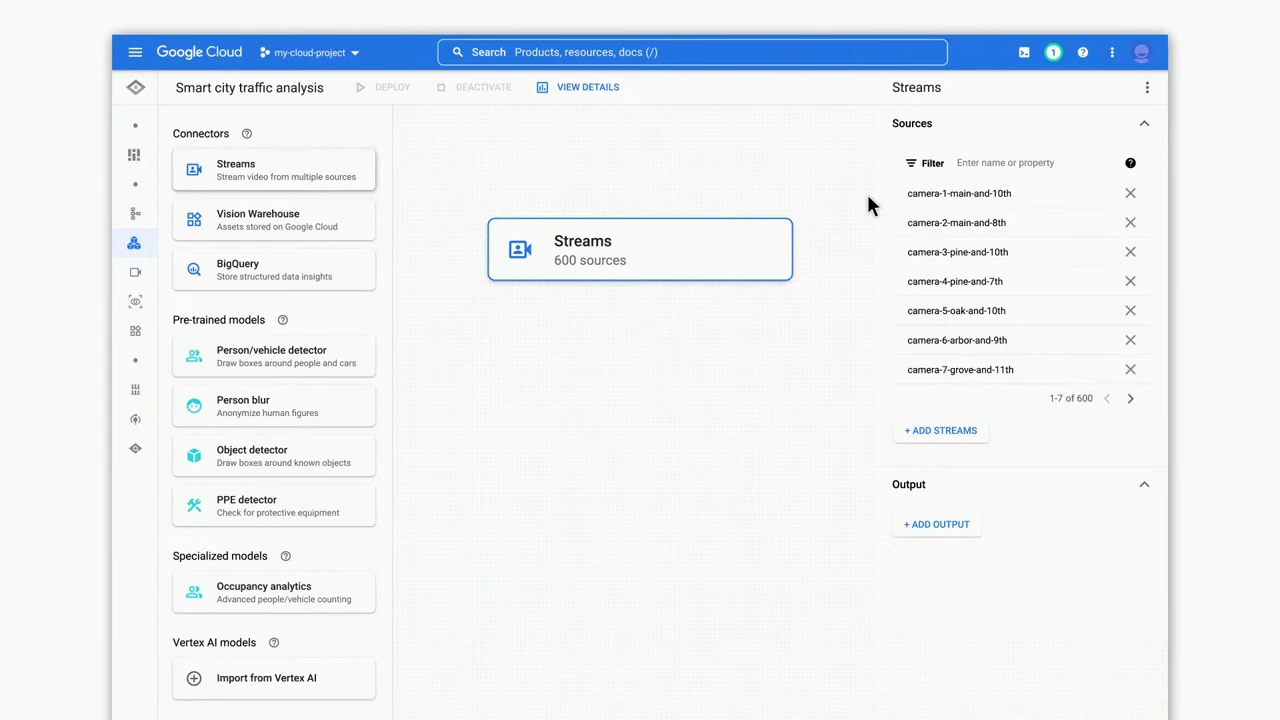 Google Cloud
my-cloud-project
Search Products, resources, docs (/)
1
Smart city traffic analysis
DEPLOY
DEACTIVATE
VIEW DETAILS
Connectors
Streams
Stream video from multiple sources
Vision Warehouse
Assets stored on Google Cloud
BigQuery
Store structured data insights
Pre-trained models
Person/vehicle detector
Draw boxes around people and cars
Person blur
Anonymize human figures
Object detector
Draw boxes around known objects
PPE detector
Check for protective equipment
Specialized models
Occupancy analytics
Advanced people/vehicle counting
Vertex AI models
Import from Vertex AI
Streams
600 sources
Streams
Sources
Filter Enter name or property
camera-1-main-and-10th
camera-2-main-and-8th
camera-3-pine-and-10th
camera-4-pine-and-7th
camera-5-oak-and-10th
camera-6-arbor-and-9th
camera-7-grove-and-11th
1-7 of 600
+ ADD STREAMS
Output
+ ADD OUTPUT